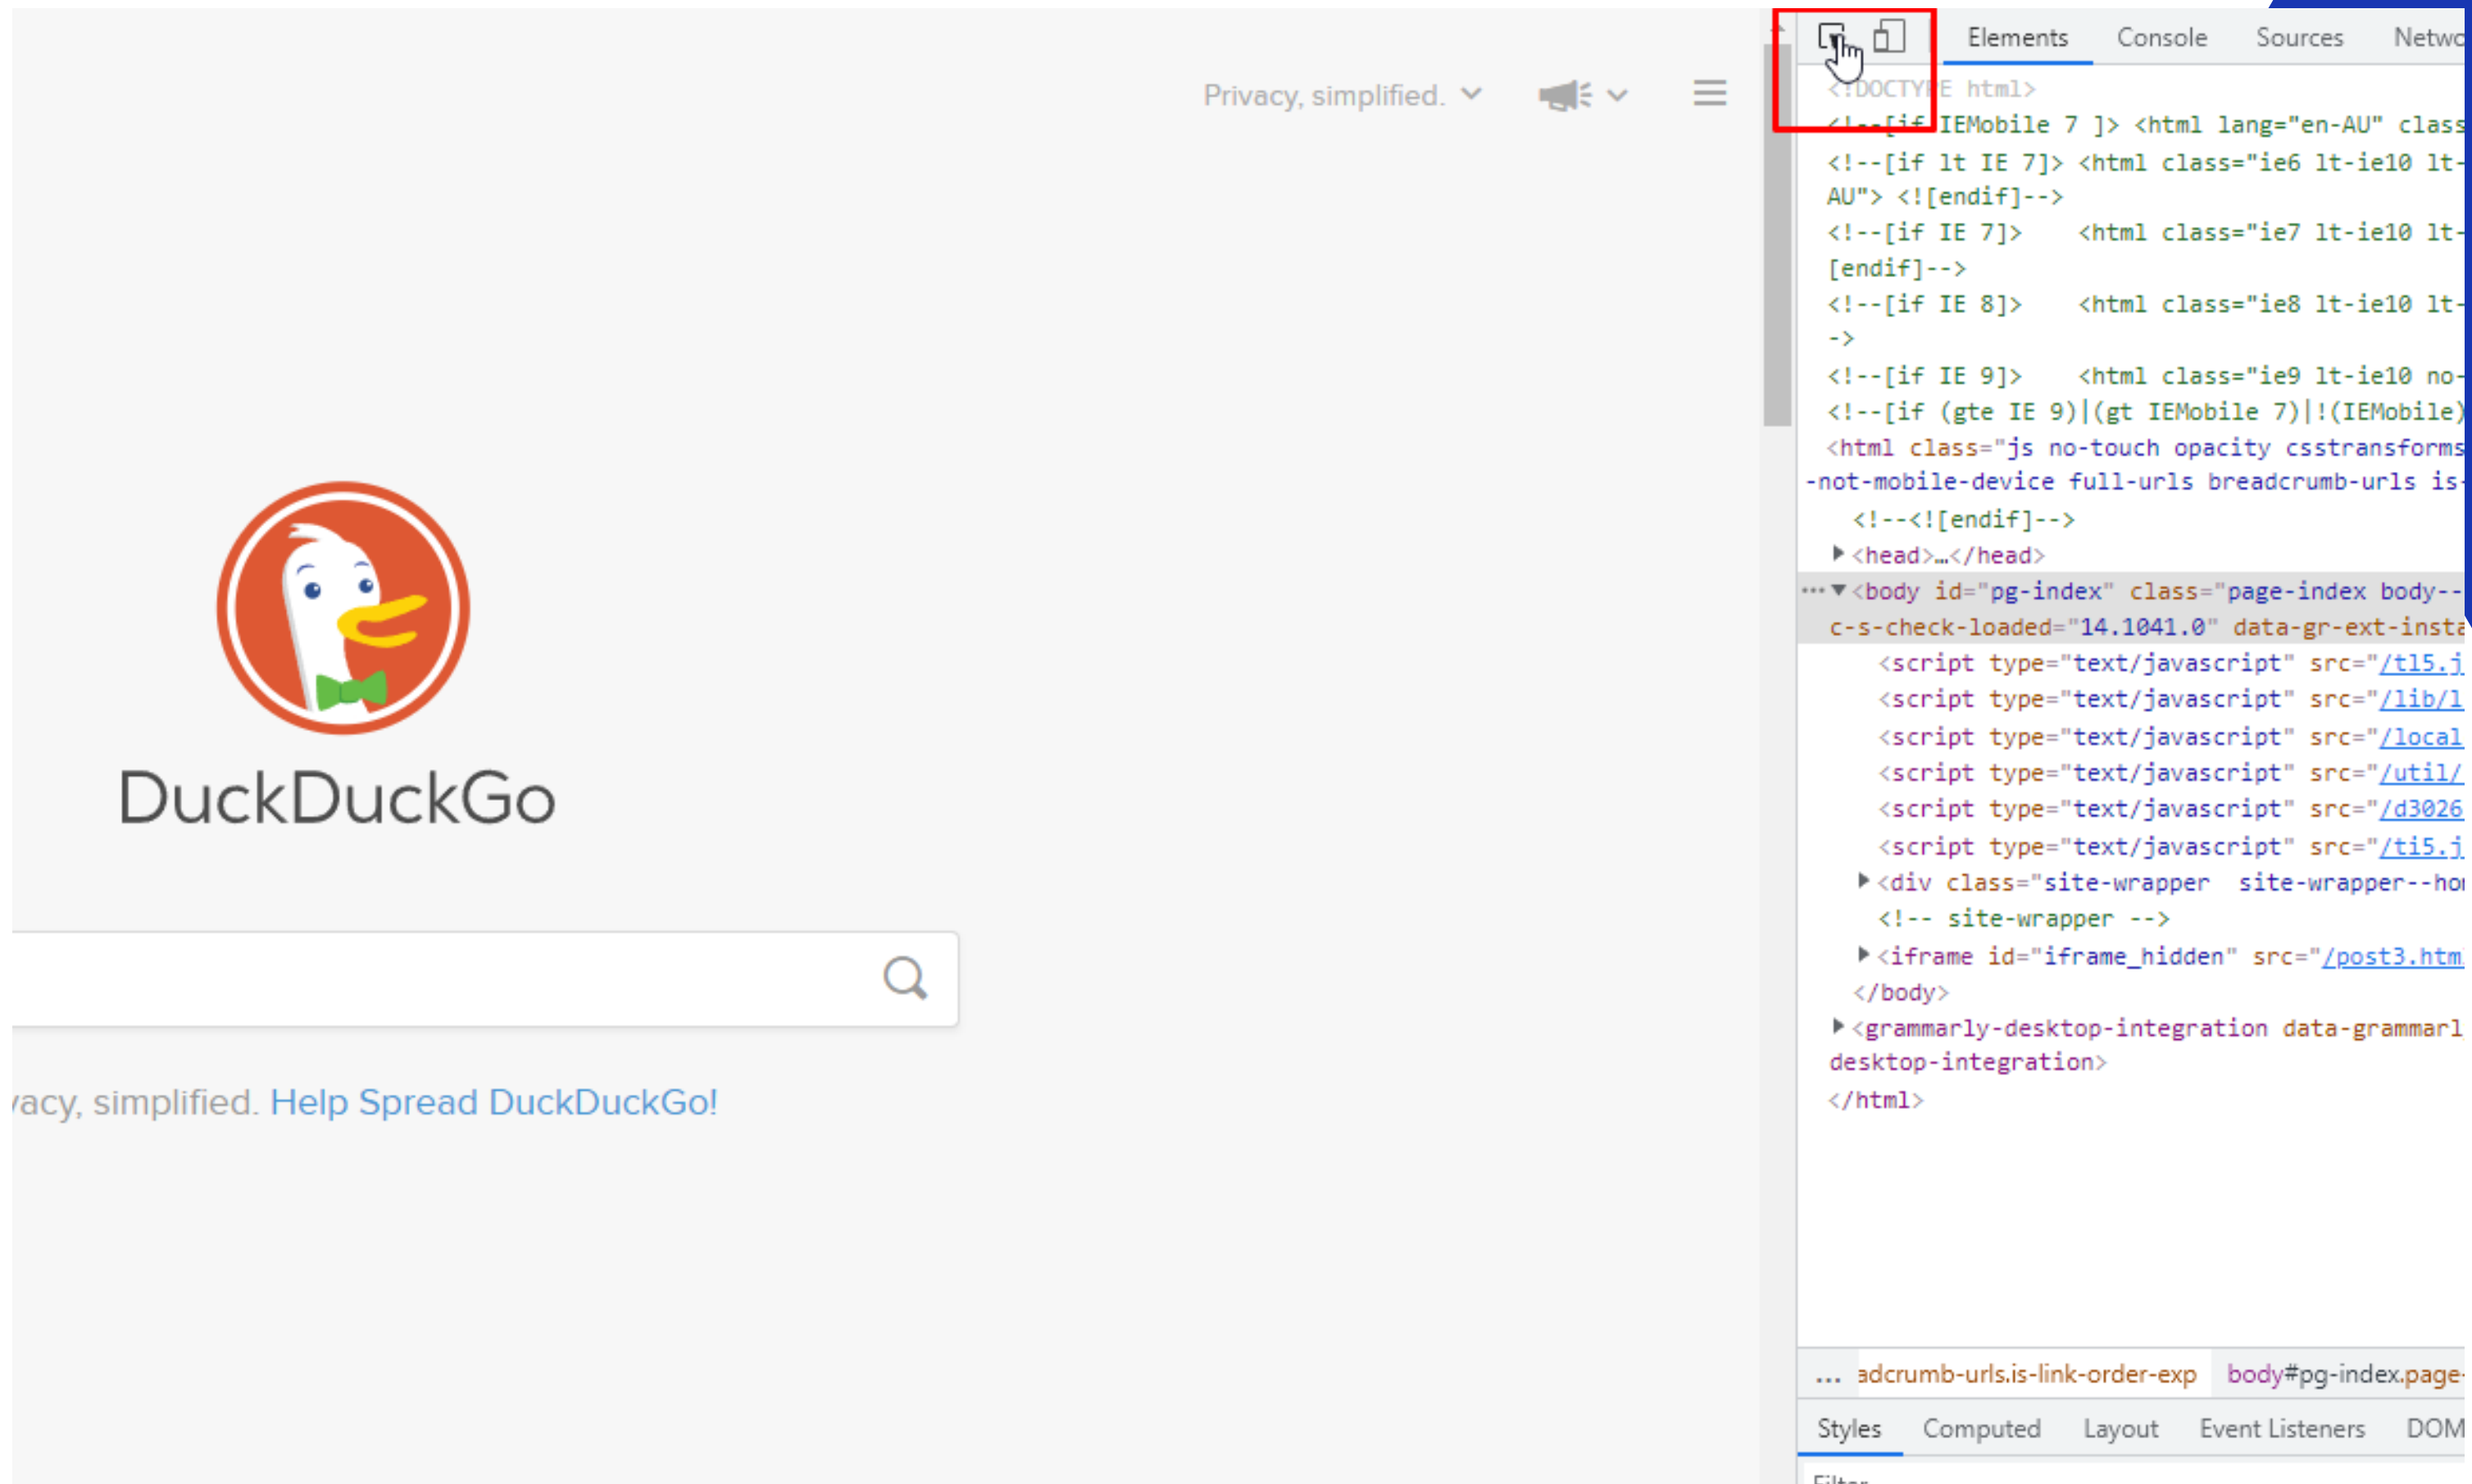 Privacy, simplified.
DuckDuckGo
vacy, simplified. Help Spread DuckDuckGo!
Elements Console Sources Netwo
<!DOCTYPE html>
<!--[if IEMobile 7 ]> <html lang="en-AU" class
<!--[if lt IE 7]> <html class="ie6 lt-ie10 lt-
AU"> <![endif]-->
<!--[if IE 7]>    <html class="ie7 lt-ie10 lt-
[endif]-->
<!--[if IE 8]>    <html class="ie8 lt-ie10 lt-
->
<!--[if IE 9]>    <html class="ie9 lt-ie10 no-
<!--[if (gte IE 9)|(gt IEMobile 7)|!(IEMobile)
<html class="js no-touch opacity csstransforms
-not-mobile-device full-urls breadcrumb-urls is-
<!--<![endif]-->
<head>…</head>
<body id="pg-index" class="page-index body--
c-s-check-loaded="14.1041.0" data-gr-ext-insta
<script type="text/javascript" src="/tl5.j
<script type="text/javascript" src="/lib/l
<script type="text/javascript" src="/local
<script type="text/javascript" src="/util/
<script type="text/javascript" src="/d3026
<script type="text/javascript" src="/ti5.j
<div class="site-wrapper  site-wrapper--hom
<!-- site-wrapper -->
<iframe id="iframe_hidden" src="/post3.htm
</body>
<grammarly-desktop-integration data-grammarl
desktop-integration>
</html>
... adcrumb-urls.is-link-order-exp body#pg-index.page-
Styles Computed Layout Event Listeners DOM
Filter